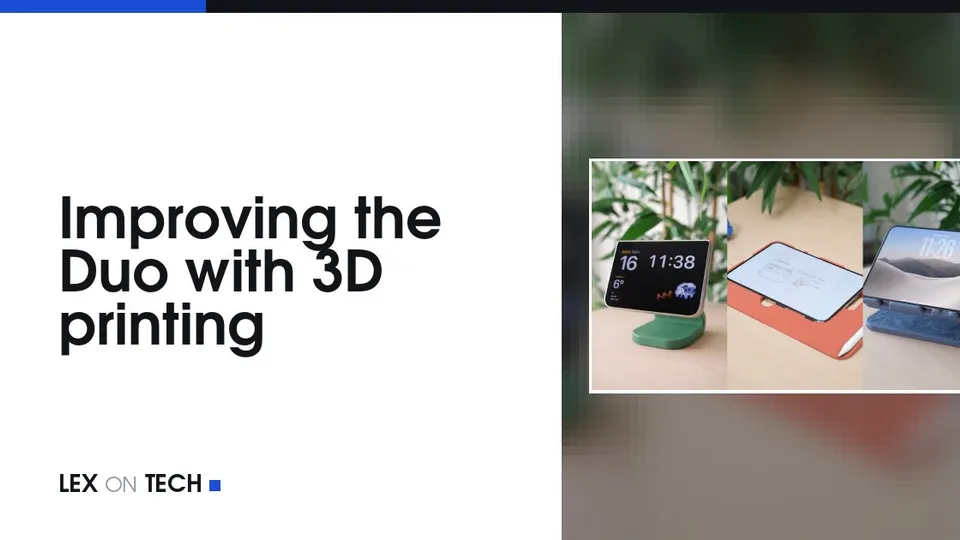 Improving the
Duo with 3D
printing
LEX ON TECH
16 11:38
6°
11:26